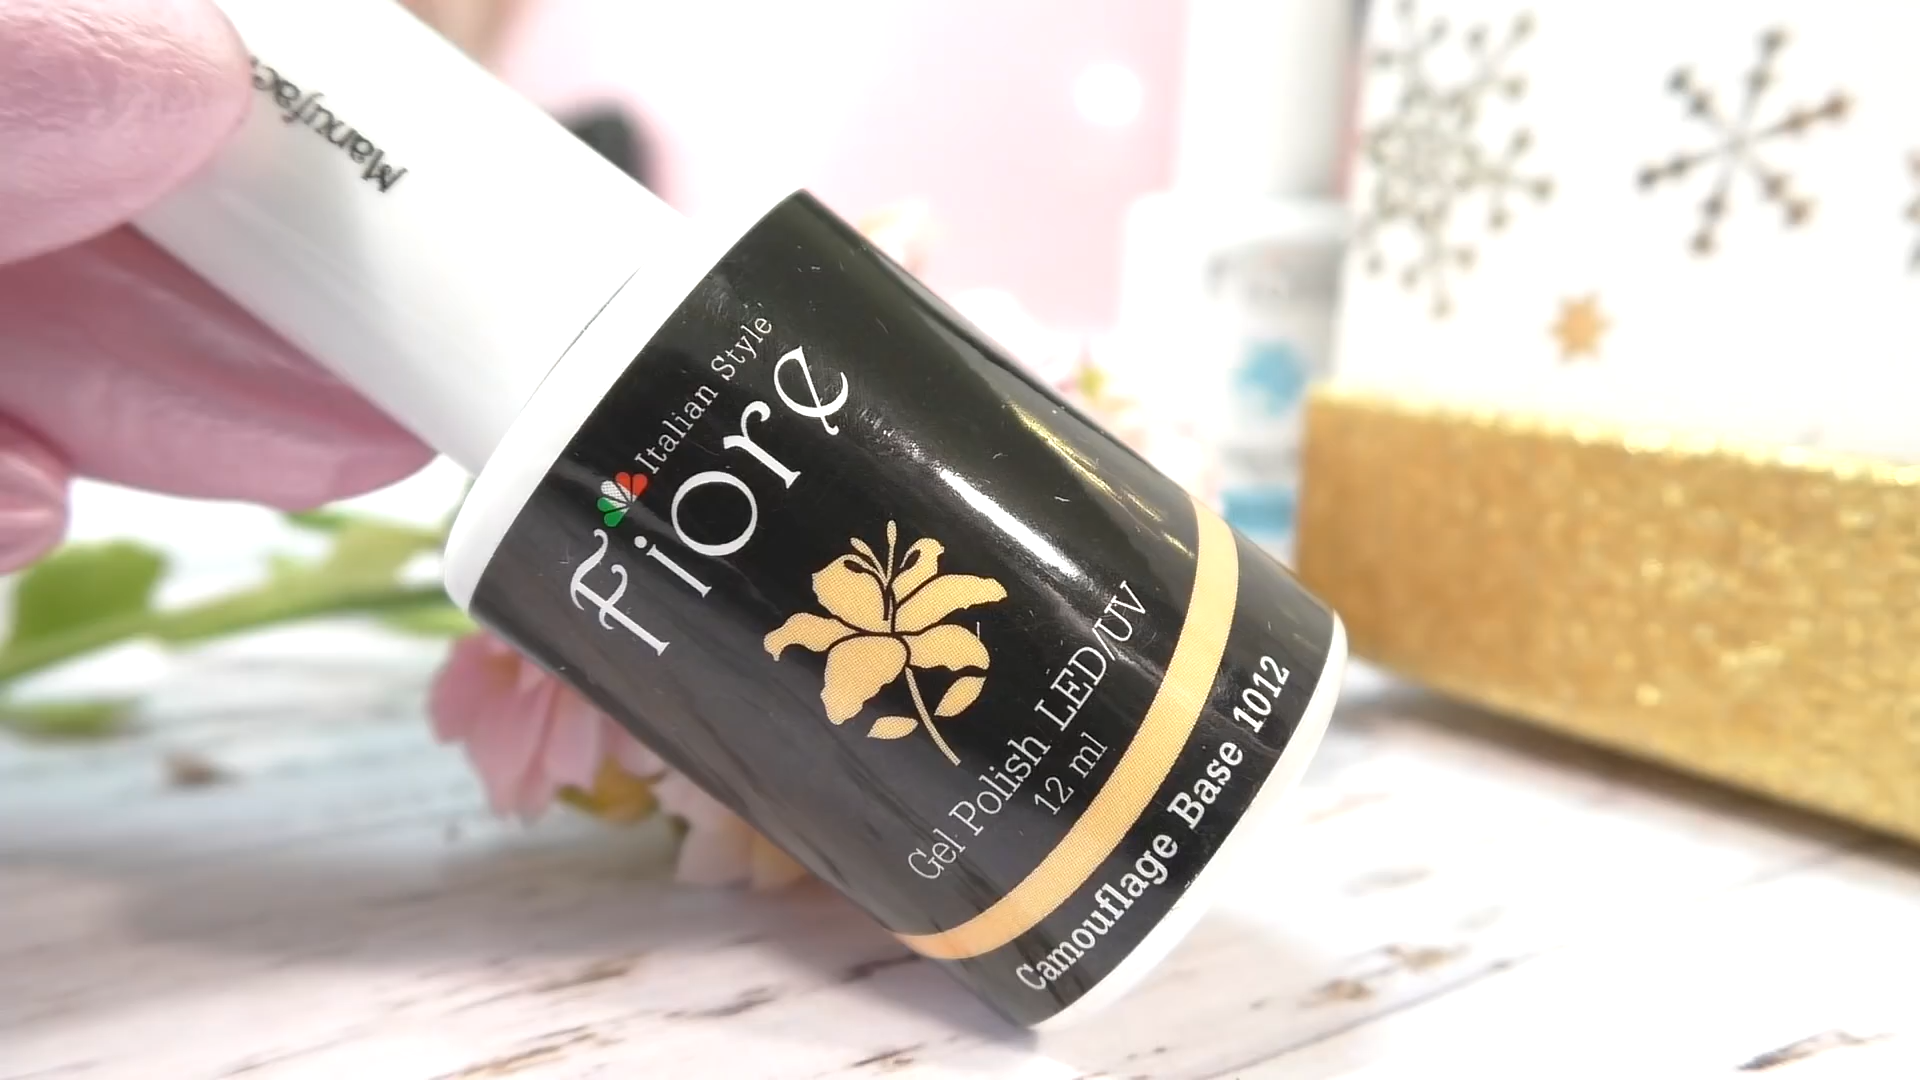 Italian Style
Fiore
Gel Polish LED/UV
12 ml
Camouflage Base 1012